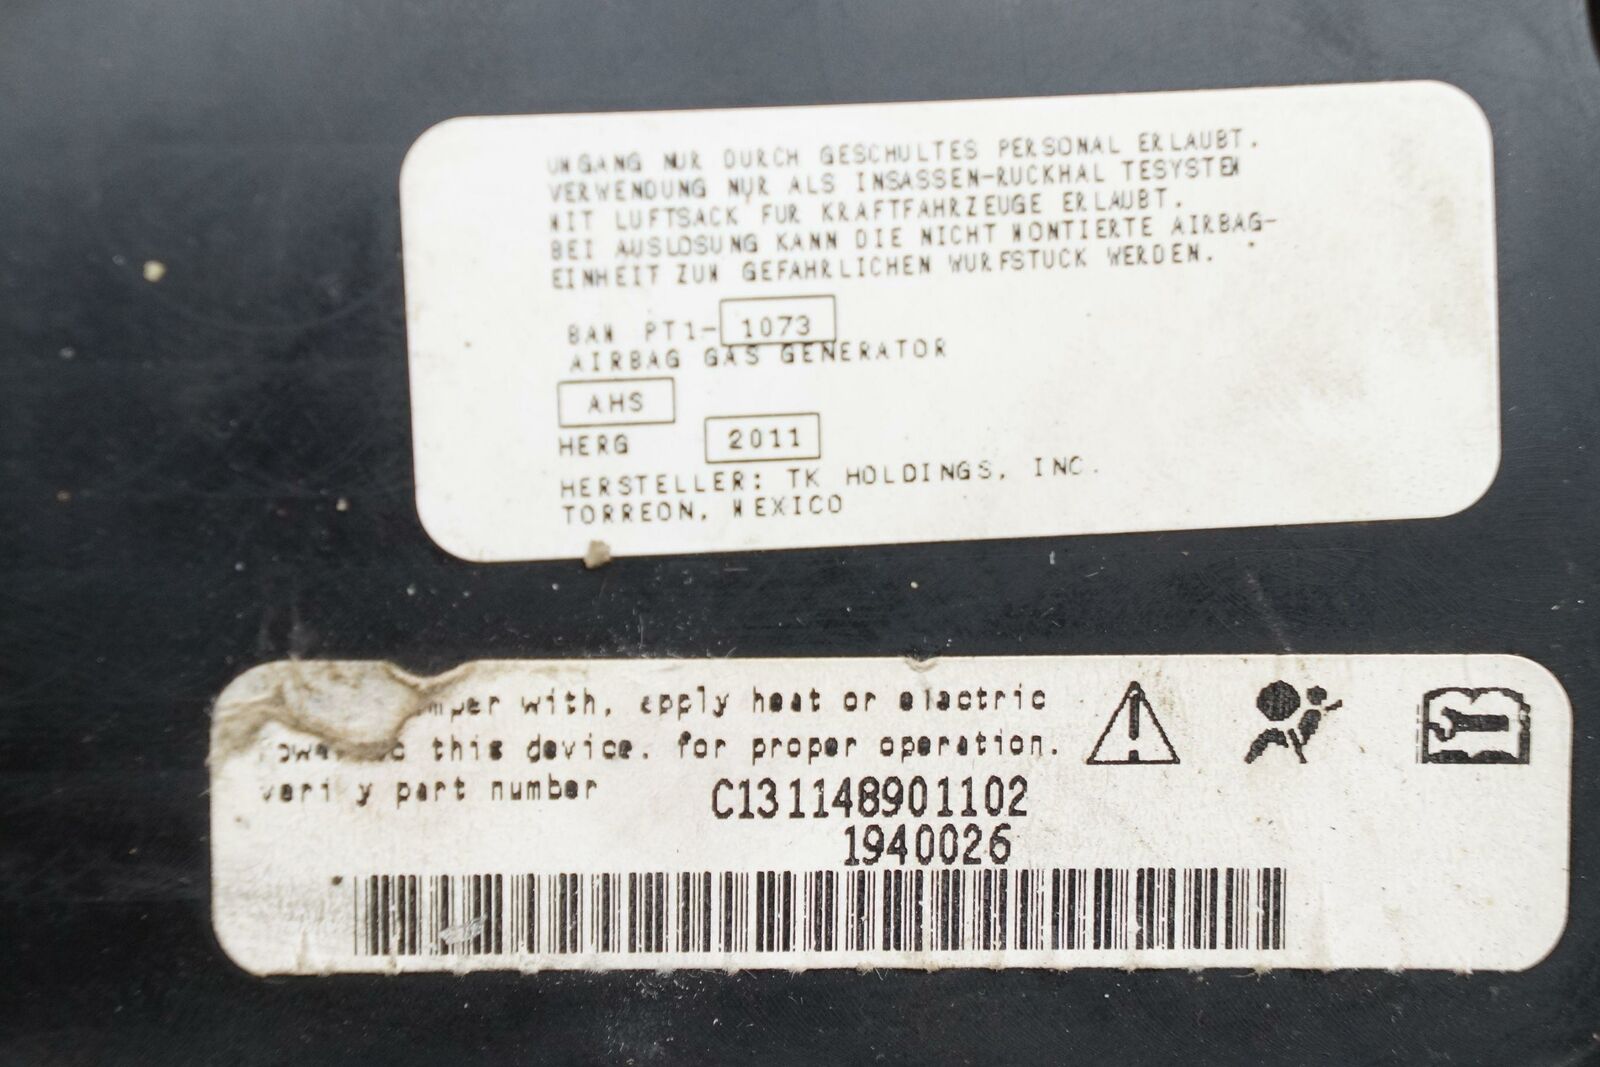 UMGANG NUR DURCH GESCHULTES PERSONAL ERLAUBT.
VERWENDUNG NUR ALS INSASSEN-RUCKHAL TESYSTEM
MIT LUFTSACK FUR KRAFTFAHRZEUGE ERLAUBT.
BEI AUSLOSUNG KANN DIE NICHT MONTIERTE AIRBAG-
EINHEIT ZUM GEFAHRLICHEN WURFSTUCK WERDEN.
BAM PT1-1073
AIRBAG GAS GENERATOR
AHS
HERG 2011
HERSTELLER: TK HOLDINGS, INC.
TORREON, MEXICO
with, apply heat or electric
this device. for proper operation.
verify part number C131148901102
1940026